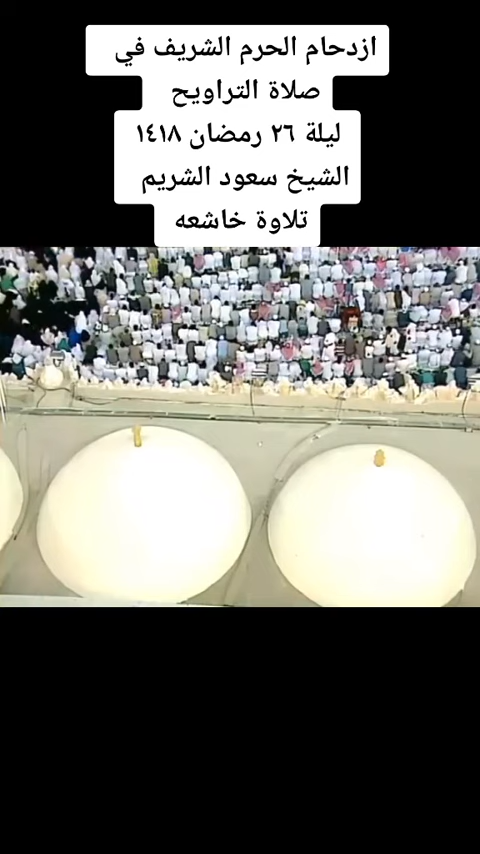 ازدحام الحرم الشريف في
صلاة التراويح
ليلة ٢٦ رمضان ١٤١٨
الشيخ سعود الشريم
تلاوة خاشعه